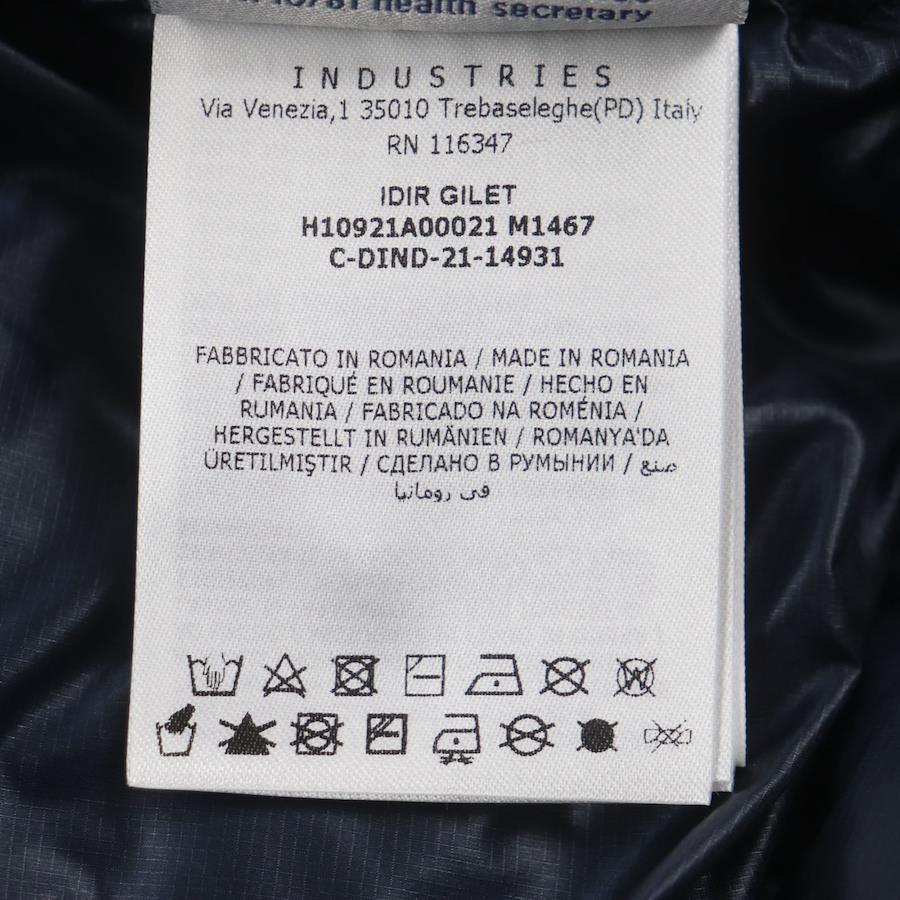 health secretary
INDUSTRIES
Via Venezia,1 35010 Trebaseleghe(PD) Italy
RN 116347
IDIR GILET
H10921A00021 M1467
C-DIND-21-14931
FABBRICATO IN ROMANIA / MADE IN ROMANIA
/ FABRIQUÉ EN ROUMANIE / HECHO EN
RUMANIA / FABRICADO NA ROMÉNIA /
HERGESTELLT IN RUMÄNIEN / ROMANYA'DA
ÜRETILMIŞTIR / СДЕЛАНО В РУМЫНИИ / صنع
في رومانيا